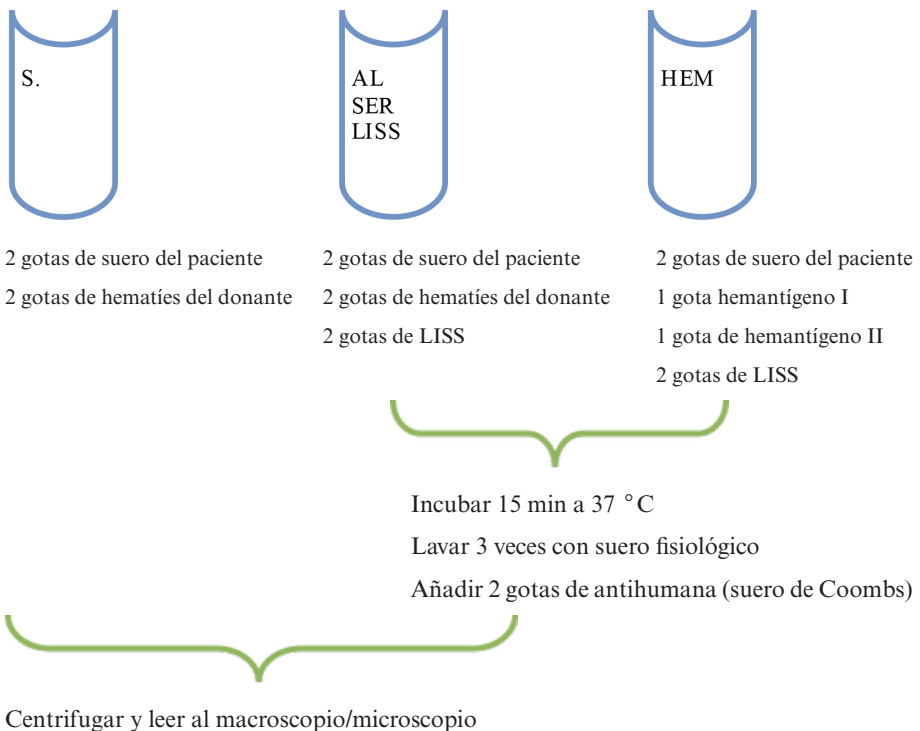 S.
AL
SER
LISS
HEM
2 gotas de suero del paciente
2 gotas de hematíes del donante
2 gotas de suero del paciente
2 gotas de hematíes del donante
2 gotas de LISS
2 gotas de suero del paciente
1 gota hemantígeno I
1 gota de hemantígeno II
2 gotas de LISS
Incubar 15 min a 37 °C
Lavar 3 veces con suero fisiológico
Añadir 2 gotas de antihumana (suero de Coombs)
Centrifugar y leer al macroscopio/microscopio